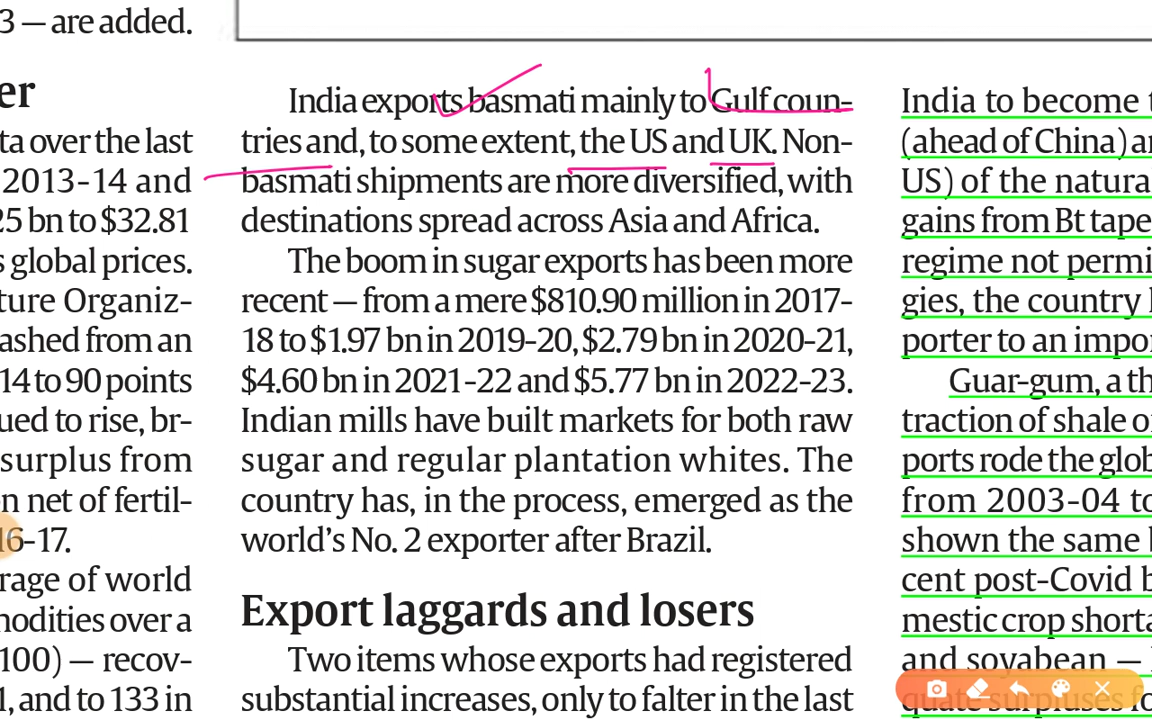 3 — are added.
er
ta over the last
2013-14 and
25 bn to $32.81
s global prices.
ture Organiz-
ashed from an
14 to 90 points
ued to rise, br-
surplus from
on net of fertil-
16-17.
rage of world
modities over a
100) — recov-
1, and to 133 in
India exports basmati mainly to Gulf coun-
tries and, to some extent, the US and UK. Non-
basmati shipments are more diversified, with
destinations spread across Asia and Africa.
The boom in sugar exports has been more
recent — from a mere $810.90 million in 2017-
18 to $1.97 bn in 2019-20, $2.79 bn in 2020-21,
$4.60 bn in 2021-22 and $5.77 bn in 2022-23.
Indian mills have built markets for both raw
sugar and regular plantation whites. The
country has, in the process, emerged as the
world's No. 2 exporter after Brazil.
Export laggards and losers
Two items whose exports had registered
substantial increases, only to falter in the last
India to become t
(ahead of China) an
US) of the natura
gains from Bt tape
regime not permi
gies, the country
porter to an impo
Guar-gum, a th
traction of shale o
ports rode the glob
from 2003-04 to
shown the same b
cent post-Covid b
mestic crop shorta
and soyabean —
quate surpluses fo